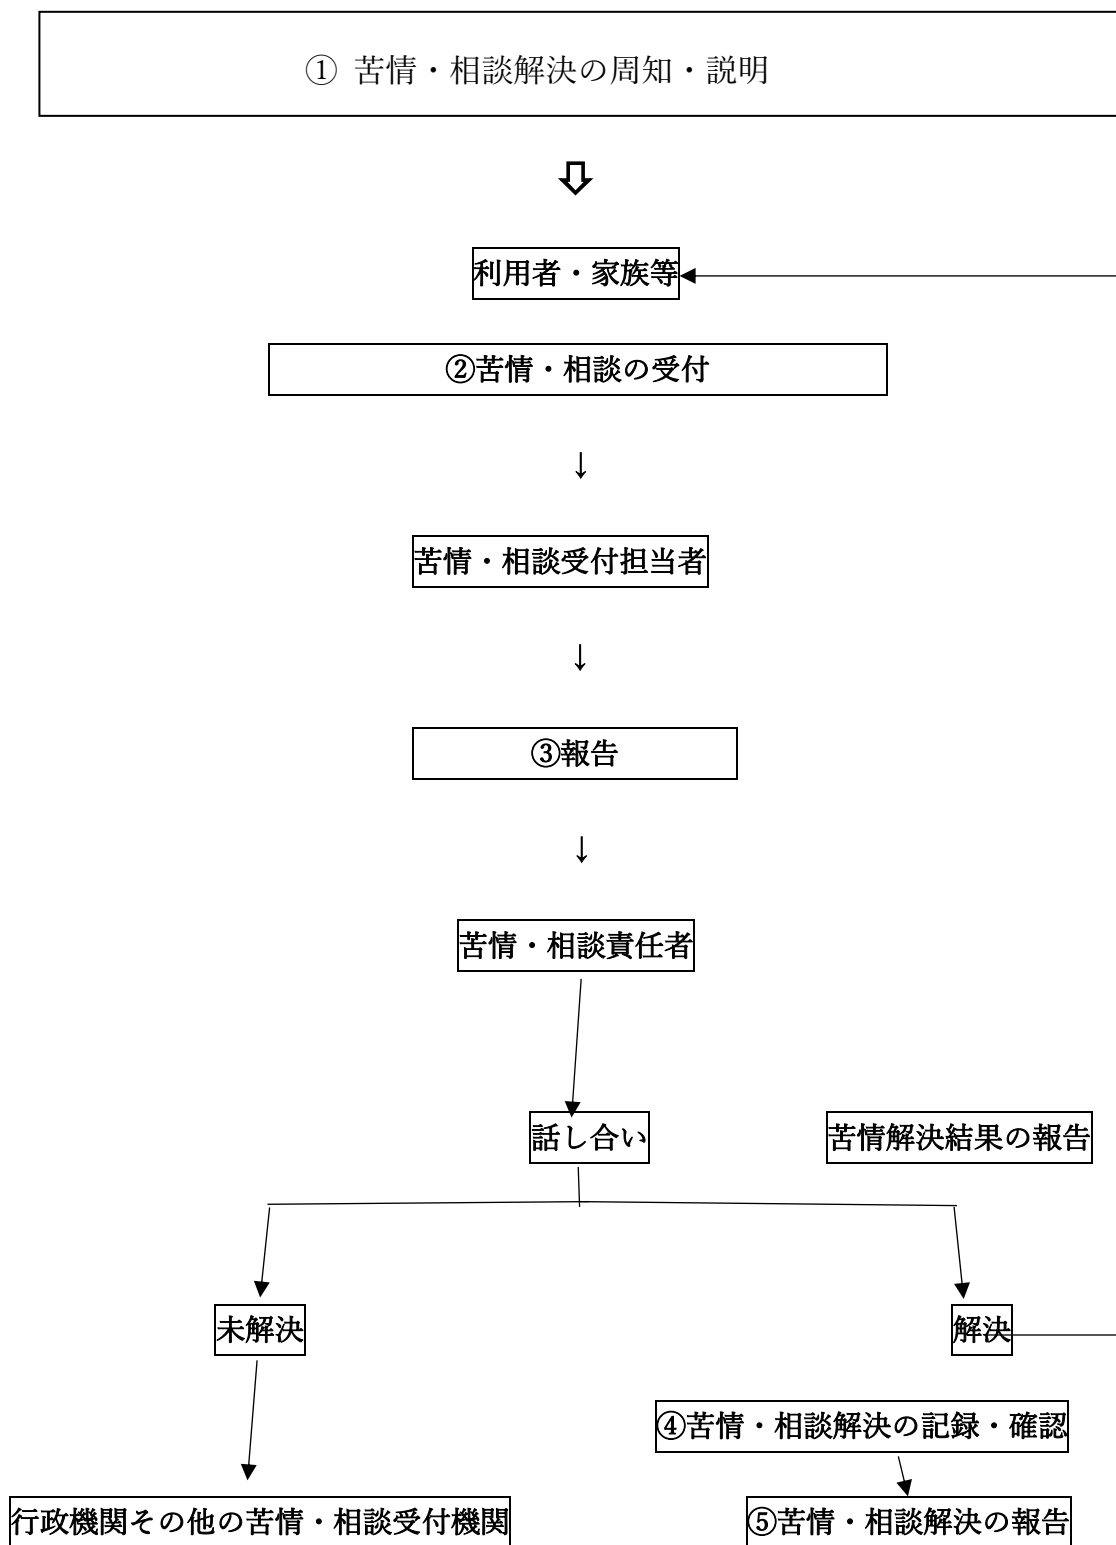 ① 苦情・相談解決の周知・説明
利用者・家族等
②苦情・相談の受付
↓
苦情・相談受付担当者
↓
③報告
↓
苦情・相談責任者
話し合い
苦情解決結果の報告
未解決
解決
④苦情・相談解決の記録・確認
行政機関その他の苦情・相談受付機関
⑤苦情・相談解決の報告